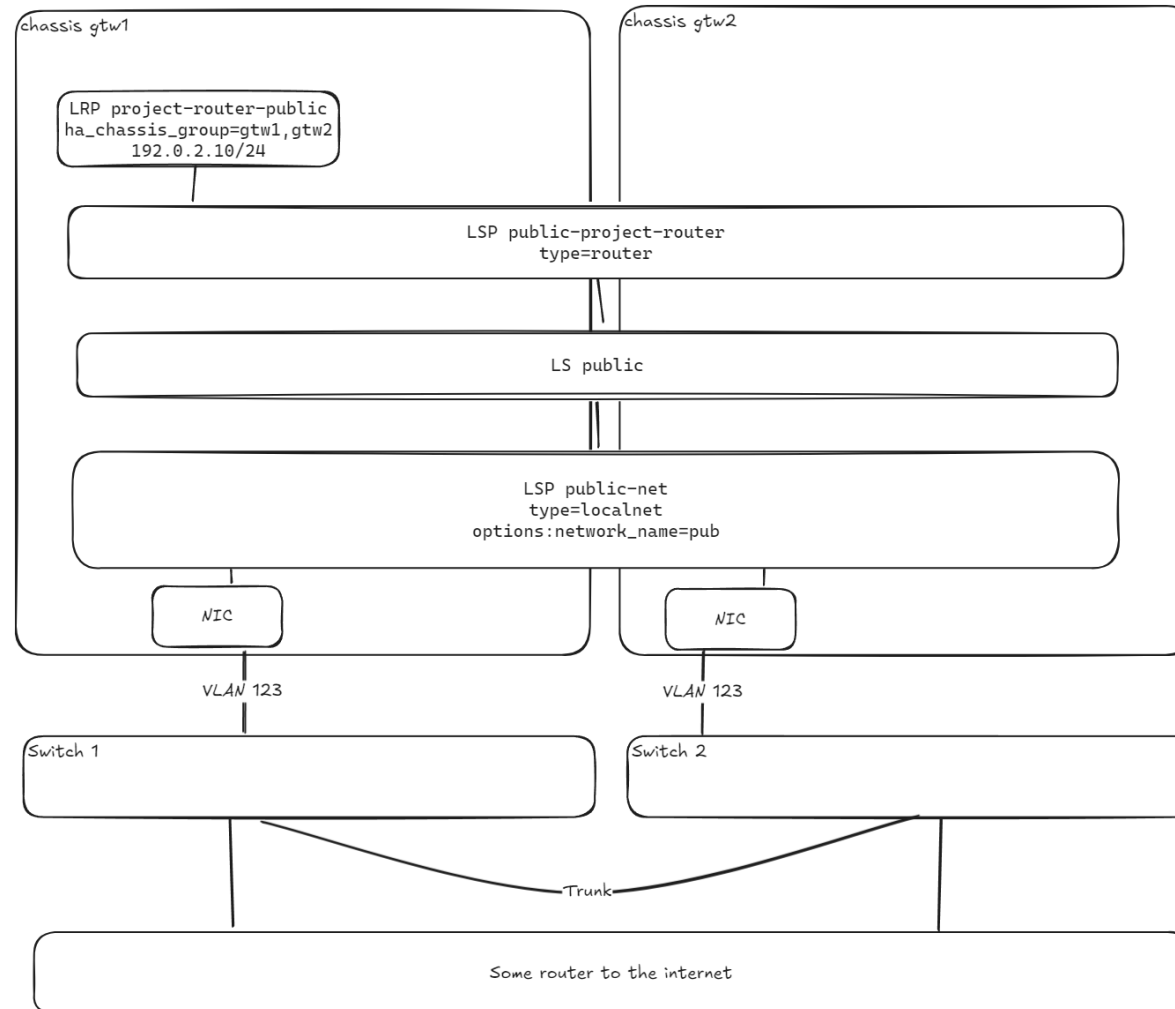 chassis gtw1
chassis gtw2
LRP project-router-public
ha_chassis_group=gtw1,gtw2
192.0.2.10/24
LSP public-project-router
type=router
LS public
LSP public-net
type=localnet
options:network_name=pub
NIC
NIC
VLAN 123
VLAN 123
Switch 1
Switch 2
Trunk
Some router to the internet